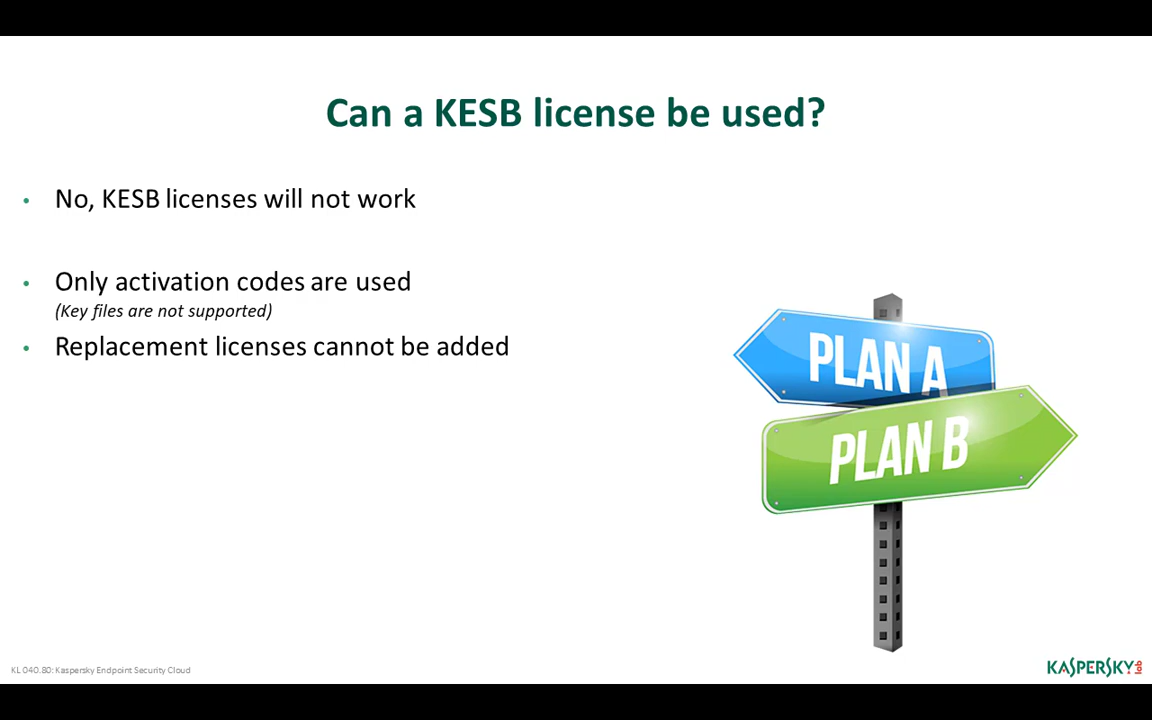 Can a KESB license be used?
No, KESB licenses will not work
Only activation codes are used
(Key files are not supported)
Replacement licenses cannot be added
PLAN A
PLAN B
KL 040.80: Kaspersky Endpoint Security Cloud
KASPERSKY lab